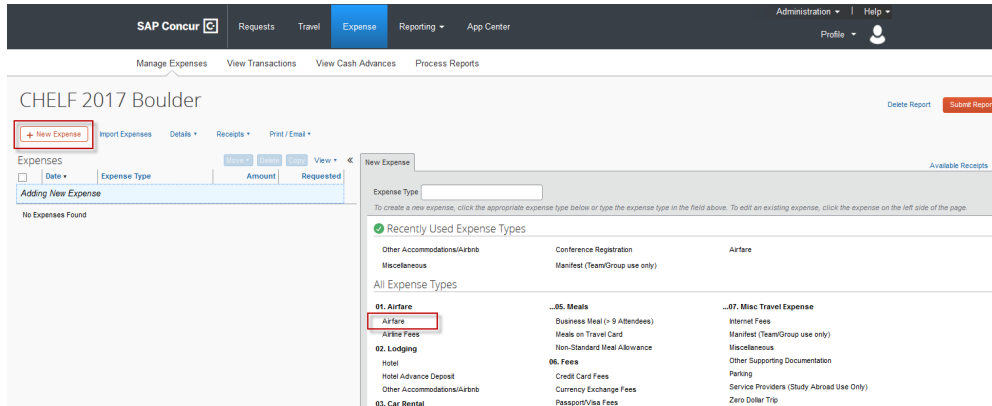 Administration | Help
SAP Concur C Requests Travel Expense Reporting App Center
Profile
Manage Expenses View Transactions View Cash Advances Process Reports
CHELF 2017 Boulder
Delete Report Submit Repor
+ New Expense Import Expenses Details Receipts Print / Email
Expenses Move Delete Copy View « New Expense
Available Receipts
Date Expense Type Amount Requested
Adding New Expense
Expense Type
No Expenses Found
To create a new expense, click the appropriate expense type below or type the expense type in the field above. To edit an existing expense, click the expense on the left side of the page.
Recently Used Expense Types
Other Accommodations/Airbnb Conference Registration Airfare
Miscellaneous Manifest (Team/Group use only)
All Expense Types
01. Airfare ...05. Meals ...07. Misc Travel Expense
Airfare Business Meal (> 9 Attendees) Internet Fees
Airline Fees Meals on Travel Card Manifest (Team/Group use only)
02. Lodging Non-Standard Meal Allowance Miscellaneous
Hotel 06. Fees Other Supporting Documentation
Hotel Advance Deposit Credit Card Fees Parking
Other Accommodations/Airbnb Currency Exchange Fees Service Providers (Study Abroad Use Only)
03. Car Rental Passport/Visa Fees Zero Dollar Trip